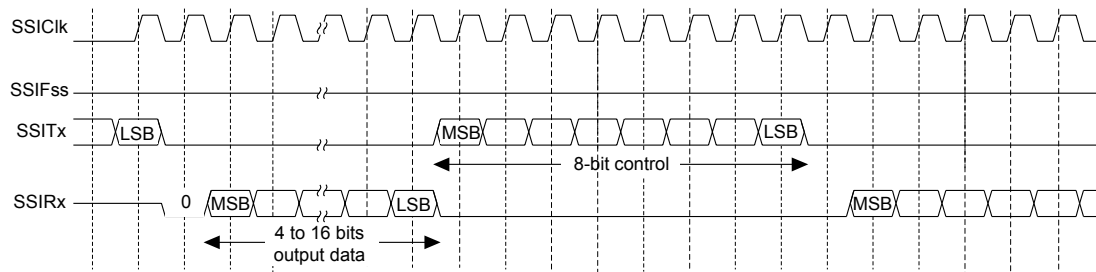 SSIClk
SSIFss
SSITx
LSB
MSB
LSB
8-bit control
SSIRx
0
MSB
LSB
MSB
4 to 16 bits
output data